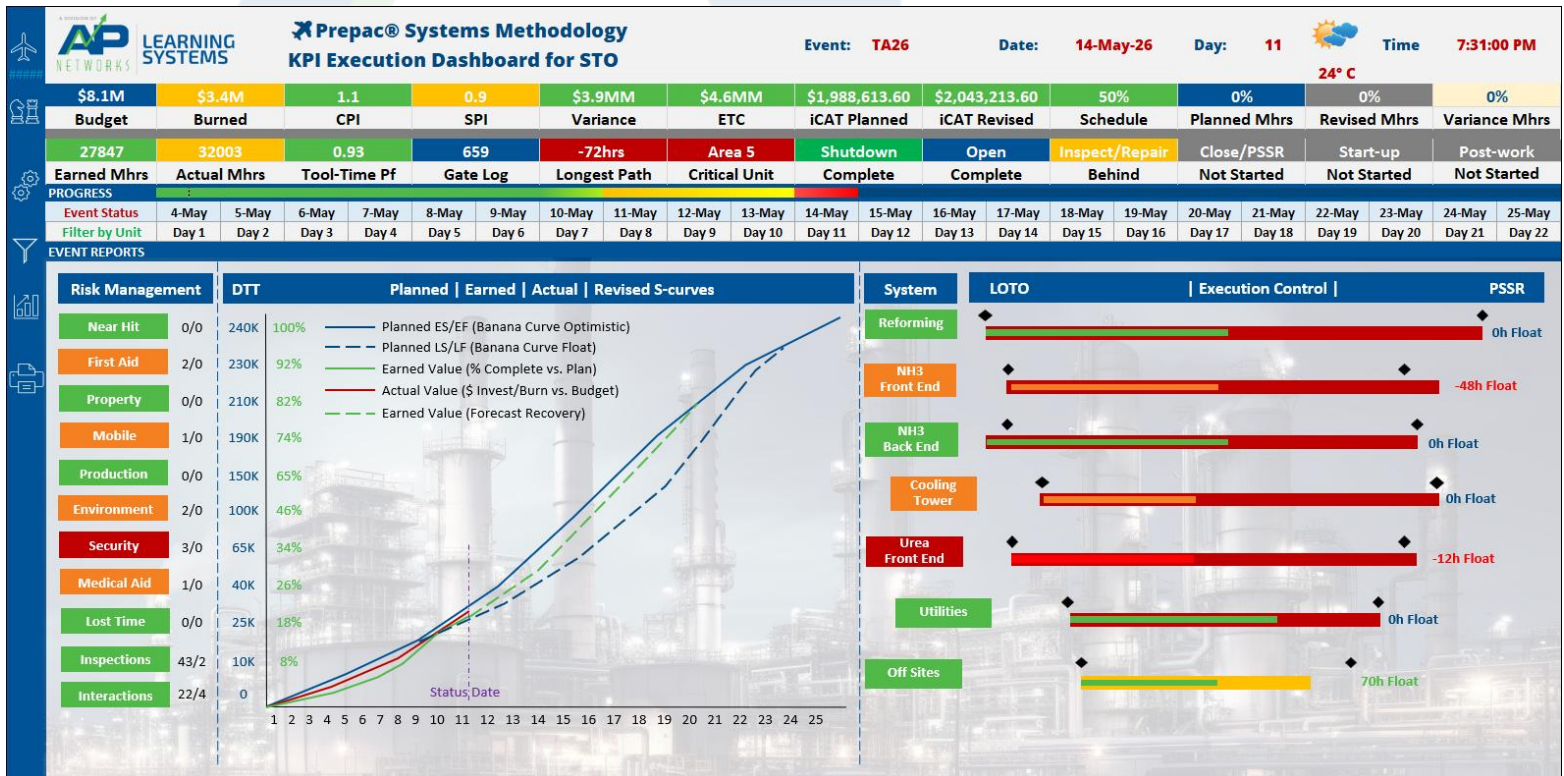 A DIVISION OF
AP
NETWORKS
LEARNING
SYSTEMS
Prepac® Systems Methodology
KPI Execution Dashboard for STO
Event: TA26 Date: 14-May-26 Day: 11 Time 7:31:00 PM
24° C
#####
$8.1M $3.4M 1.1 0.9 $3.9MM $4.6MM $1,988,613.60 $2,043,213.60 50% 0% 0% 0%
Budget Burned CPI SPI Variance ETC iCAT Planned iCAT Revised Schedule Planned Mhrs Revised Mhrs Variance Mhrs
27847 32003 0.93 659 -72hrs Area 5 Shutdown Open Inspect/Repair Close/PSSR Start-up Post-work
Earned Mhrs Actual Mhrs Tool-Time Pf Gate Log Longest Path Critical Unit Complete Complete Behind Not Started Not Started Not Started
PROGRESS
Event Status 4-May 5-May 6-May 7-May 8-May 9-May 10-May 11-May 12-May 13-May 14-May 15-May 16-May 17-May 18-May 19-May 20-May 21-May 22-May 23-May 24-May 25-May
Filter by Unit Day 1 Day 2 Day 3 Day 4 Day 5 Day 6 Day 7 Day 8 Day 9 Day 10 Day 11 Day 12 Day 13 Day 14 Day 15 Day 16 Day 17 Day 18 Day 19 Day 20 Day 21 Day 22
EVENT REPORTS
Risk Management
Near Hit 0/0
First Aid 2/0
Property 0/0
Mobile 1/0
Production 0/0
Environment 2/0
Security 3/0
Medical Aid 1/0
Lost Time 0/0
Inspections 43/2
Interactions 22/4
DTT Planned | Earned | Actual | Revised S-curves
240K 100%
230K 92%
210K 82%
190K 74%
150K 65%
100K 46%
65K 34%
40K 26%
25K 18%
10K 8%
0
Planned ES/EF (Banana Curve Optimistic)
Planned LS/LF (Banana Curve Float)
Earned Value (% Complete vs. Plan)
Actual Value ($ Invest/Burn vs. Budget)
Earned Value (Forecast Recovery)
Status Date
1 2 3 4 5 6 7 8 9 10 11 12 13 14 15 16 17 18 19 20 21 22 23 24 25
System LOTO | Execution Control | PSSR
Reforming
0h Float
NH3
Front End
-48h Float
NH3
Back End
0h Float
Cooling
Tower
0h Float
Urea
Front End
-12h Float
Utilities
0h Float
Off Sites
70h Float